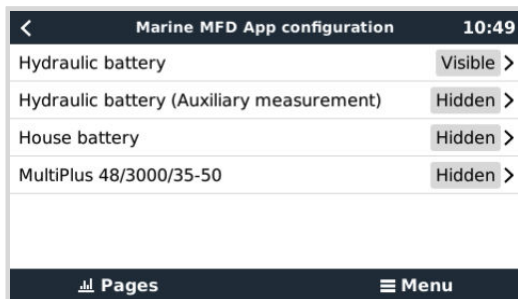 Marine MFD App configuration 10:49
Hydraulic battery Visible
Hydraulic battery (Auxiliary measurement) Hidden
House battery Hidden
MultiPlus 48/3000/35-50 Hidden
Pages Menu